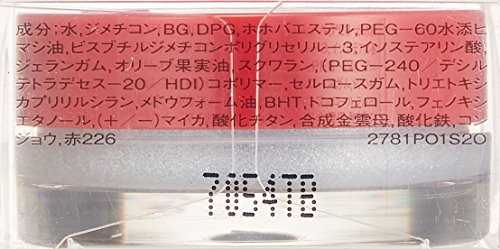 成分:水,ジメチコン,BG,DPG,ホホバエステル,PEG-60水添ヒ
マシ油,ビスブチルジメチコンポリグリセリル-3,イソステアリン酸
,ジェランガム,オリーブ果実油,スクワラン,(PEG-240/デシル
テトラデセス-20/HDI)コポリマー,セルロースガム,トリエトキシ
カプリリルシラン,メドウフォーム油,BHT,トコフェロール,フェノキシ
エタノール,(+/-)マイカ,酸化チタン,合成金雲母,酸化鉄,コン
ジョウ,赤226
2781PO1S2O